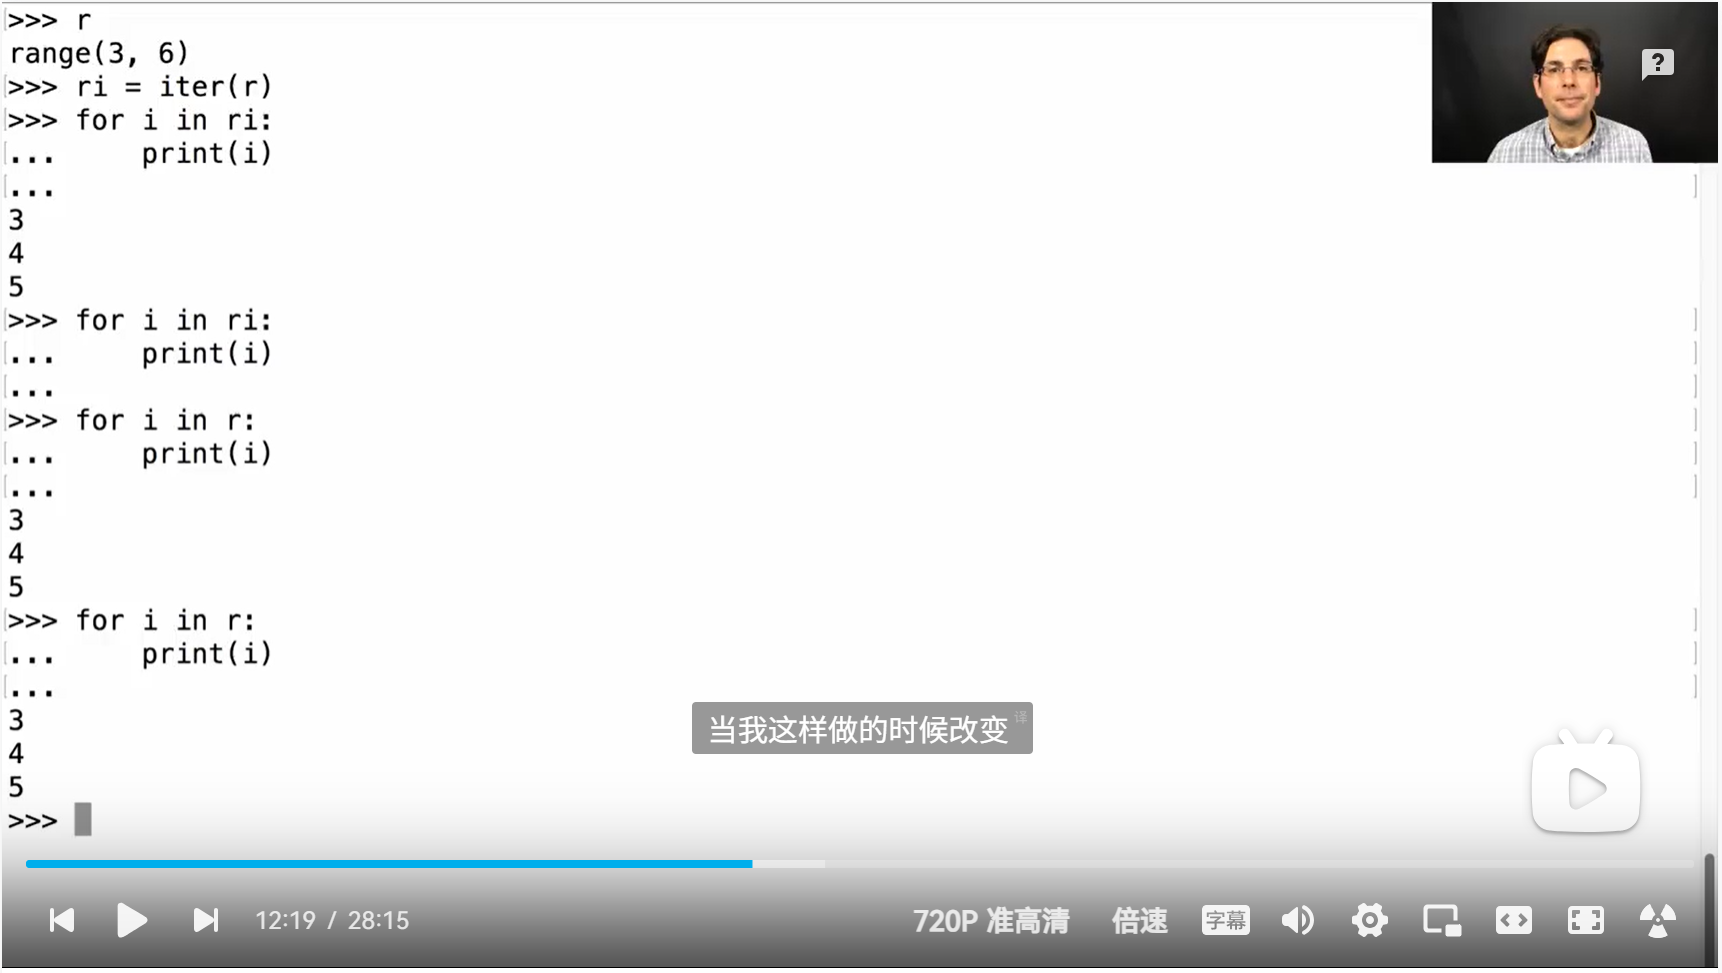 >>> r
range(3, 6)
>>> ri = iter(r)
>>> for i in ri:
...     print(i)
...
3
4
5
>>> for i in ri:
...     print(i)
...
>>> for i in r:
...     print(i)
...
3
4
5
>>> for i in r:
...     print(i)
...
3
4
5
>>>
当我这样做的时候改变 译
12:19 / 28:15 720P 准高清 倍速 字幕